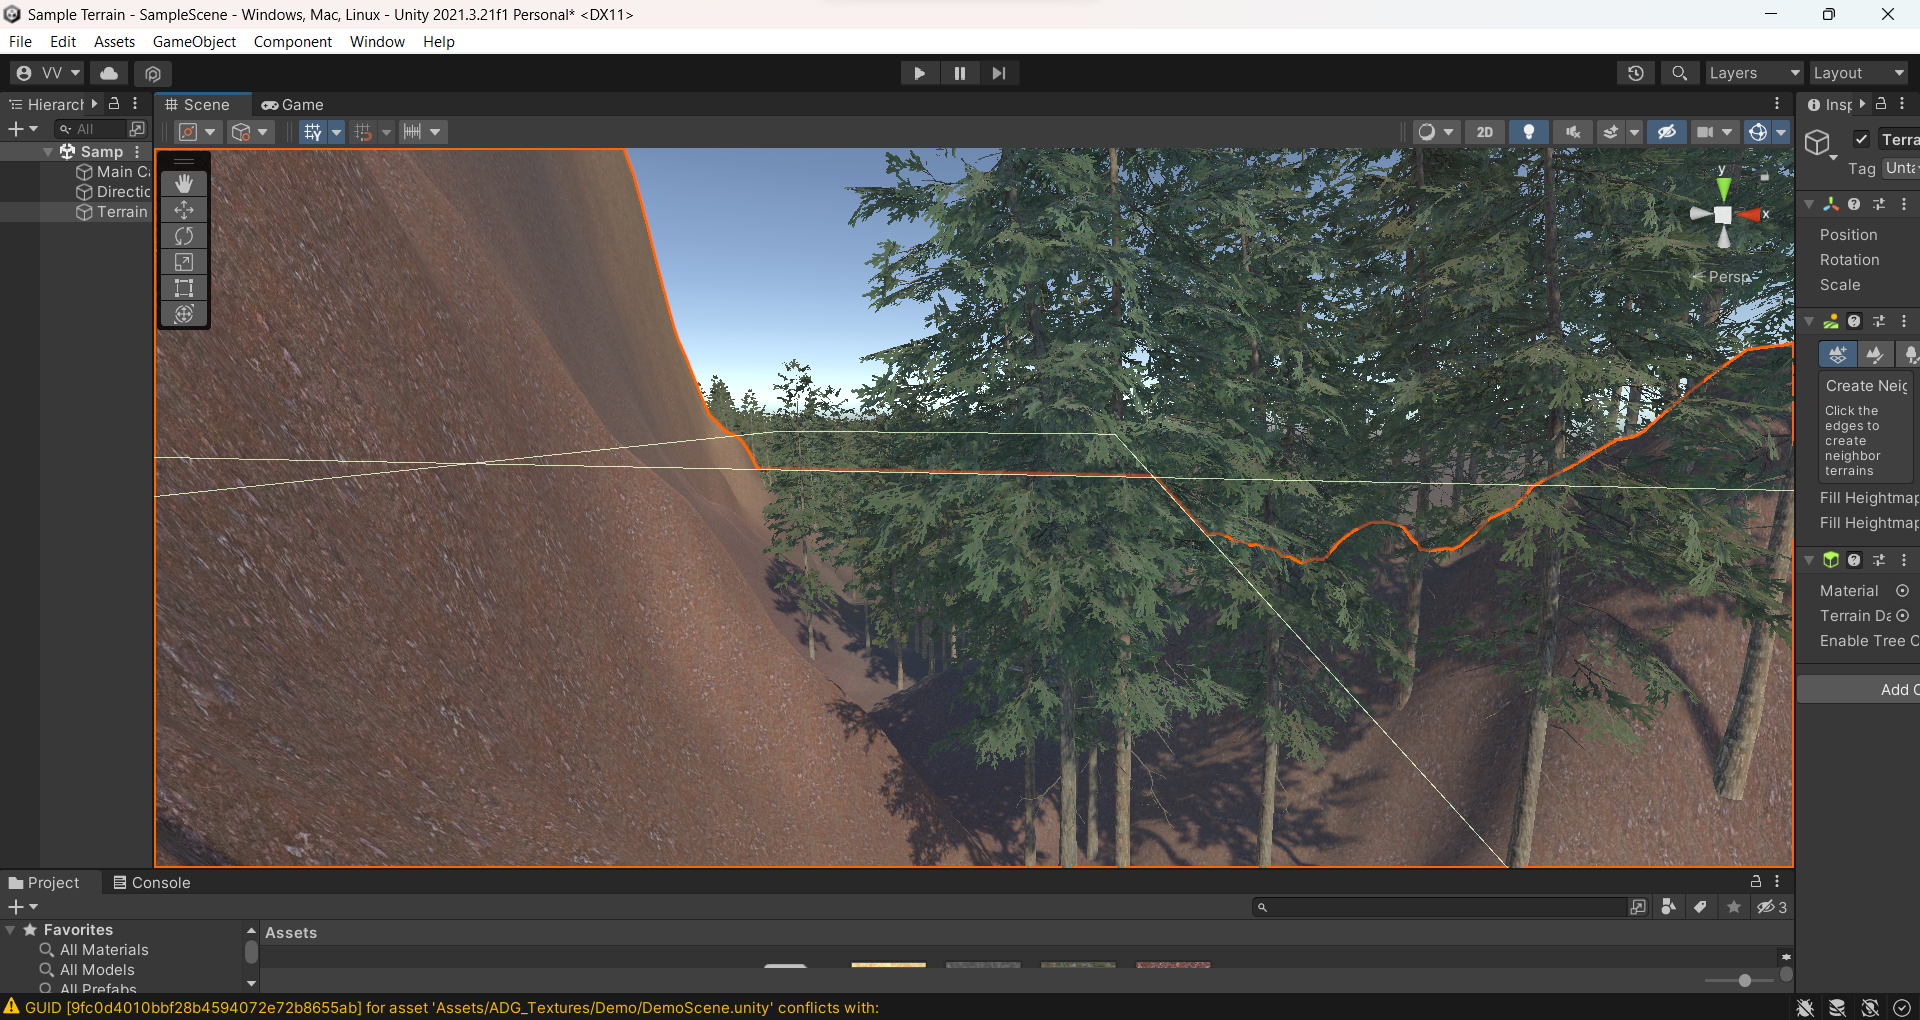 Sample Terrain - SampleScene - Windows, Mac, Linux - Unity 2021.3.21f1 Personal* <DX11>
File Edit Assets GameObject Component Window Help
VV Layers Layout
Hierarch Scene Game Insp
All 2D
Samp Terra
Main Ca
Tag Unta
Directic
Terrain
y
x
Persp
Position
Rotation
Scale
Create Neig
Click the
edges to
create
neighbor
terrains
Fill Heightmap
Fill Heightmap
Material
Terrain Da
Enable Tree C
Add C
Project Console
3
Favorites Assets
All Materials
All Models
All Prefabs
GUID [9fc0d4010bbf28b4594072e72b8655ab] for asset 'Assets/ADG_Textures/Demo/DemoScene.unity' conflicts with: